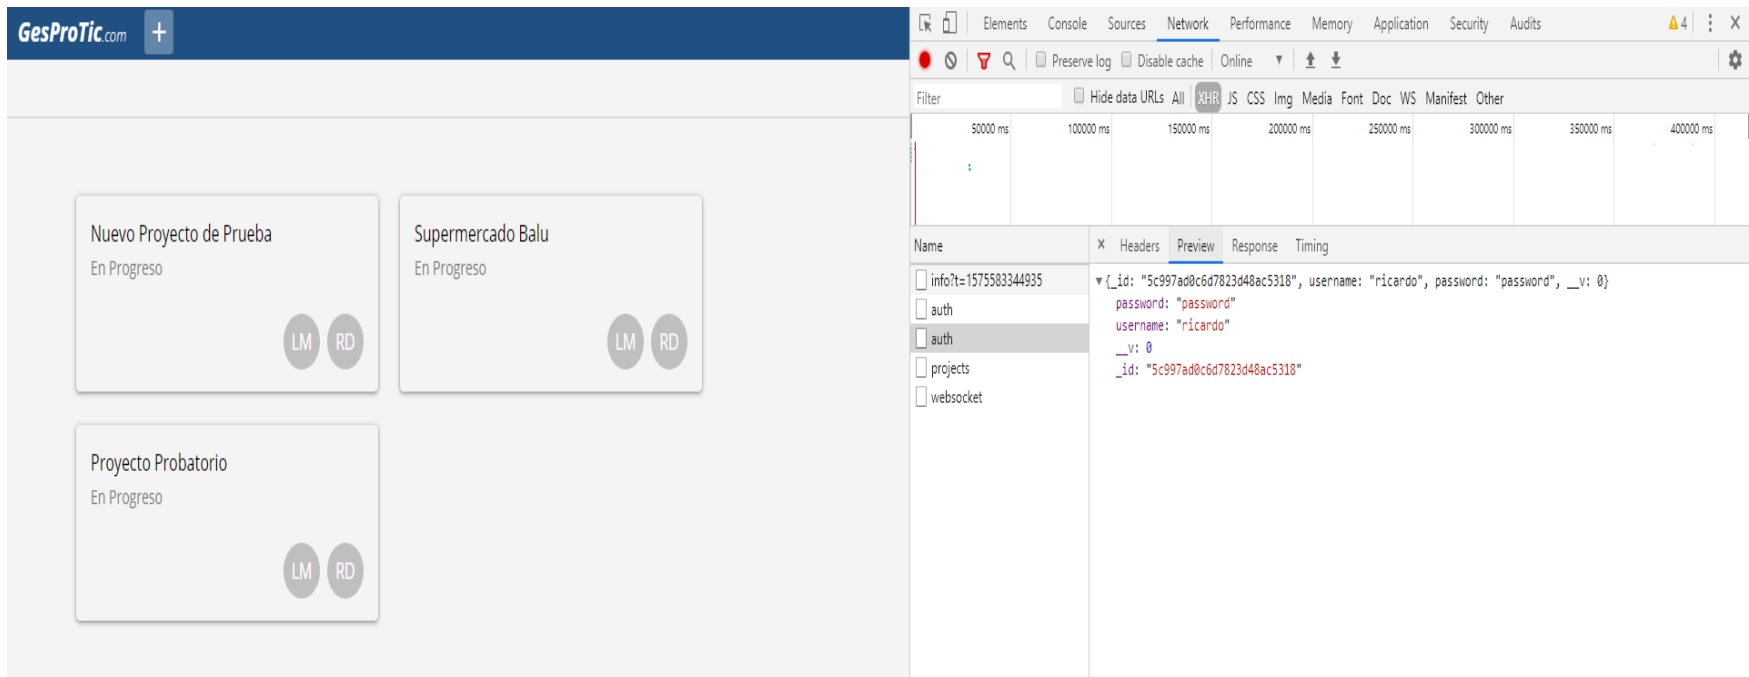 GesProTic.com +
Nuevo Proyecto de Prueba
En Progreso
LM RD
Supermercado Balu
En Progreso
LM RD
Proyecto Probatorio
En Progreso
LM RD
Elements Console Sources Network Performance Memory Application Security Audits 4
Preserve log Disable cache Online
Filter Hide data URLs All XHR JS CSS Img Media Font Doc WS Manifest Other
50000 ms 100000 ms 150000 ms 200000 ms 250000 ms 300000 ms 350000 ms 400000 ms
Name
info?t=1575583344935
auth
auth
projects
websocket
× Headers Preview Response Timing
▼{_id: "5c997ad0c6d7823d48ac5318", username: "ricardo", password: "password", __v: 0}
password: "password"
username: "ricardo"
__v: 0
_id: "5c997ad0c6d7823d48ac5318"